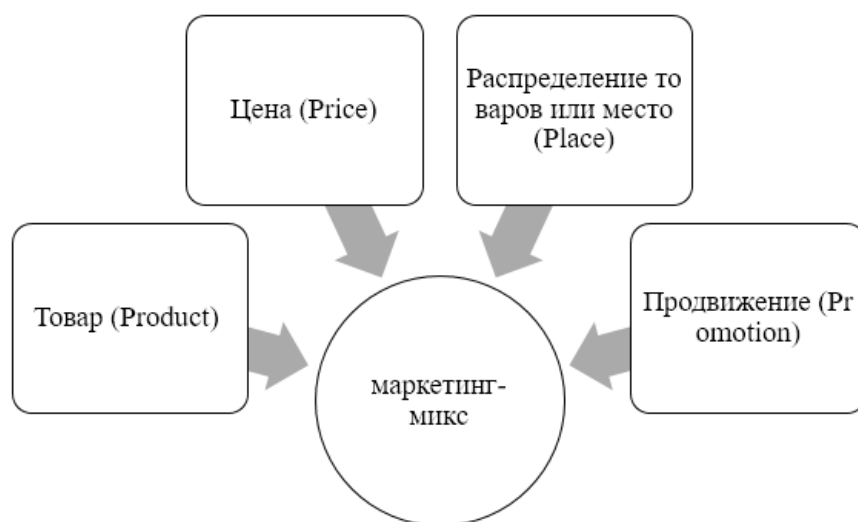 Цена (Price)
Распределение то
варов или место
(Place)
Товар (Product)
Продвижение (Pr
omotion)
маркетинг-
микс